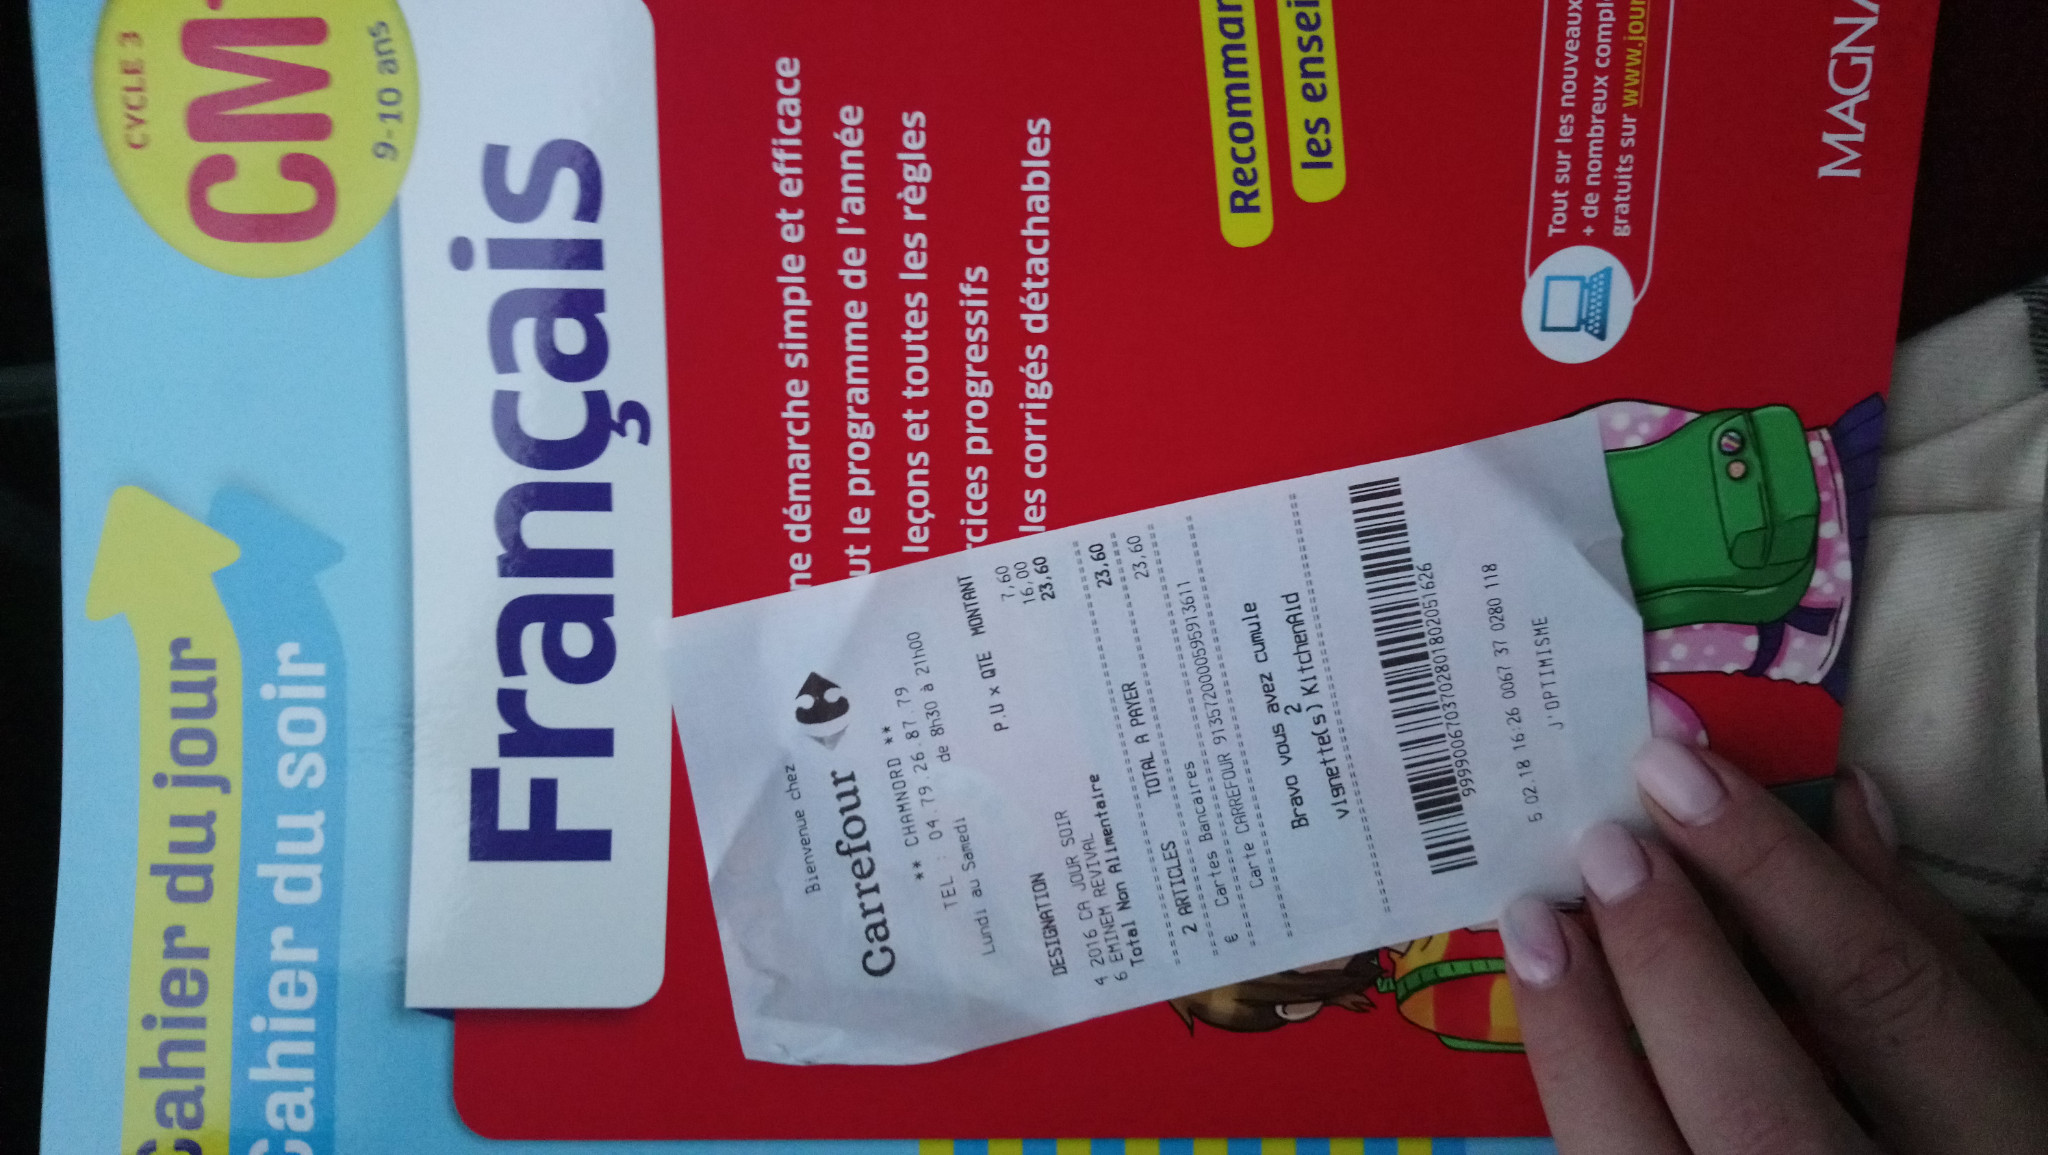 Cahier du jour
Cahier du soir
CYCLE 3
CM
9-10 ans
Français
ne démarche simple et efficace
ut le programme de l'année
leçons et toutes les règles
rcices progressifs
les corrigés détachables
Recomman
les ensei
Tout sur les nouveaux
+ de nombreux compl
gratuits sur www.jour
MAGNA
Bienvenue chez
Carrefour
** CHAMNORD **
TEL : 04.79.26.87.79
Lundi au Samedi de 8h30 à 21h00
DESIGNATION P.U x QTE MONTANT
4 2016 CA JOUR SOIR 7,60
6 EMINEM REVIVAL 16,00
Total Non Alimentaire 23,60
2 ARTICLES TOTAL A PAYER 23,60
Cartes Bancaires 23,60
€ Carte CARREFOUR 9135720000595913611
Bravo vous avez cumule
2
vignette(s) KitchenAid
9999006703702801802051626
5 02.18 16:26 0067 37 0280 118
J'OPTIMISME